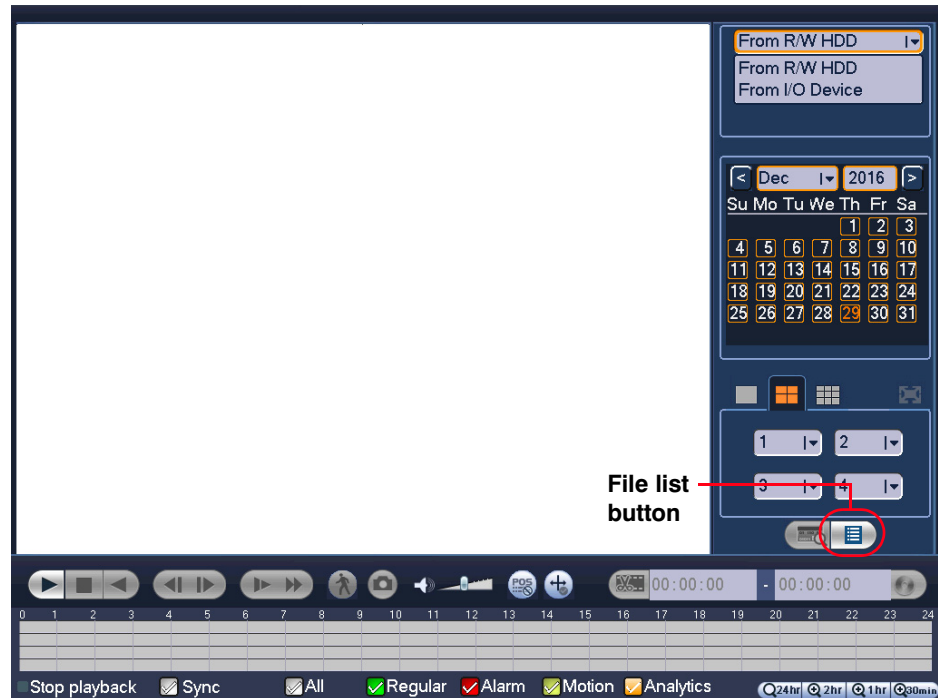 From R/W HDD
From R/W HDD
From I/O Device
< Dec 2016 >
Su Mo Tu We Th Fr Sa
1 2 3
4 5 6 7 8 9 10
11 12 13 14 15 16 17
18 19 20 21 22 23 24
25 26 27 28 29 30 31
1 2
3 4
File list
button
POS
00:00:00 - 00:00:00
0 1 2 3 4 5 6 7 8 9 10 11 12 13 14 15 16 17 18 19 20 21 22 23 24
Stop playback Sync All Regular Alarm Motion Analytics 24hr 2hr 1hr 30min